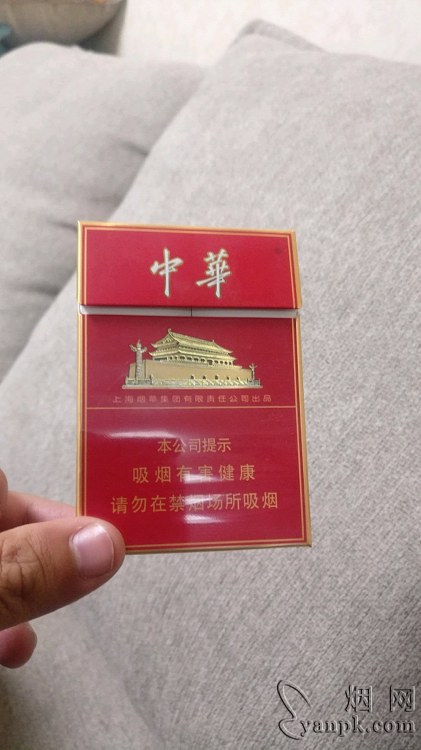 中華
上海烟草集团有限责任公司出品
本公司提示
吸烟有害健康
请勿在禁烟场所吸烟
烟网
yanpk.com